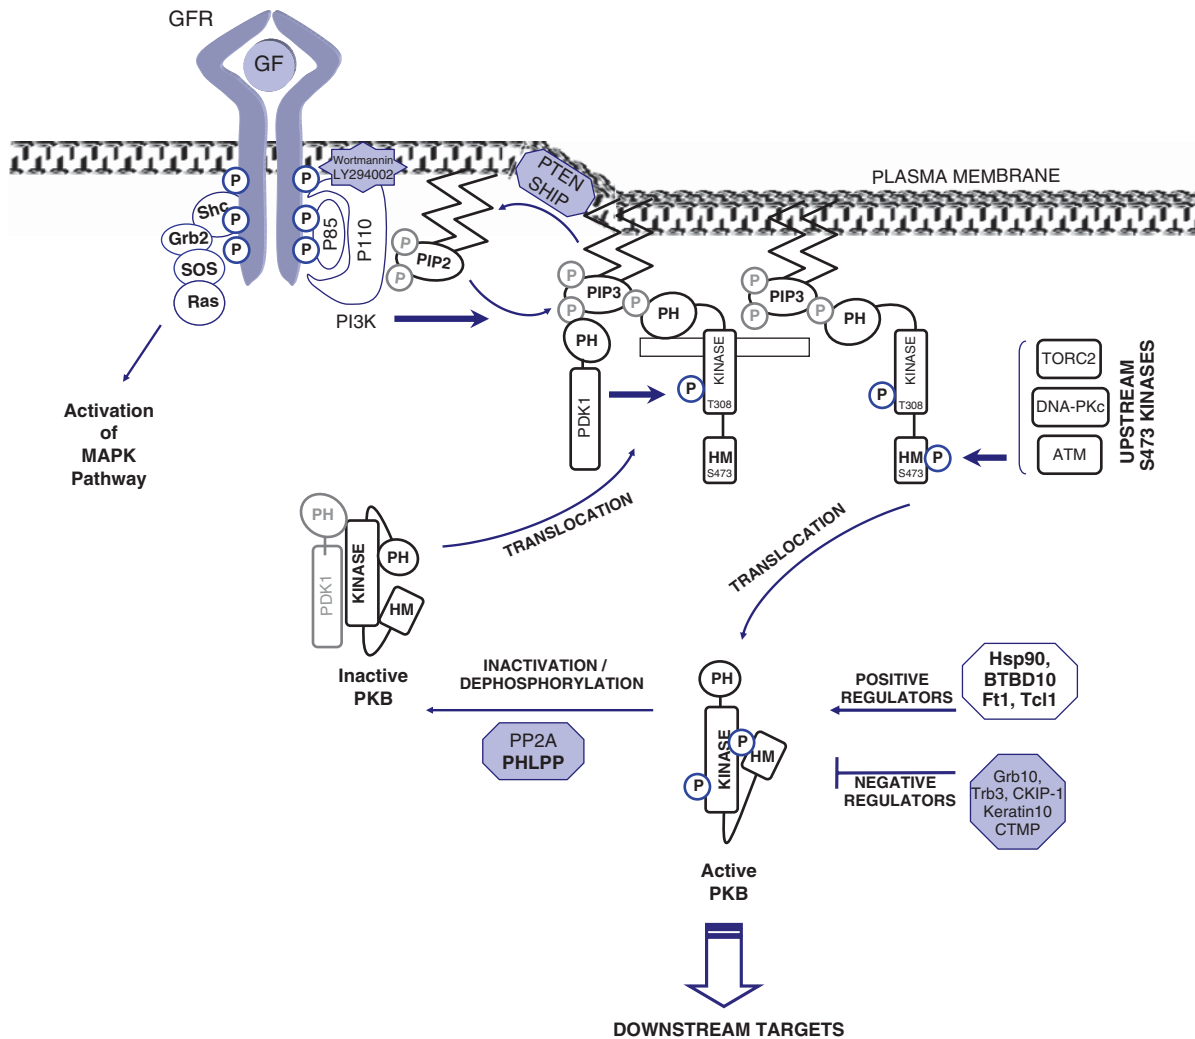 GFR
GF
Wortmannin
LY294002
PTEN
SHIP
PLASMA MEMBRANE
P
P
Shc
P
P
Grb2
P
P
SOS
Ras
P85
P110
P
P
PIP2
PI3K
P
P
PIP3
P
PH
P
P
PIP3
P
PH
PH
PDK1
P
KINASE
T308
HM
S473
P
KINASE
T308
HM
S473
P
TORC2
DNA-PKc
ATM
UPSTREAM
S473 KINASES
Activation
of
MAPK
Pathway
TRANSLOCATION
TRANSLOCATION
PH
PDK1
KINASE
PH
HM
Inactive
PKB
INACTIVATION /
DEPHOSPHORYLATION
PP2A
PHLPP
PH
KINASE
P
HM
P
Active
PKB
POSITIVE
REGULATORS
Hsp90,
BTBD10
Ft1, Tcl1
NEGATIVE
REGULATORS
Grb10,
Trb3, CKIP-1
Keratin10
CTMP
DOWNSTREAM TARGETS